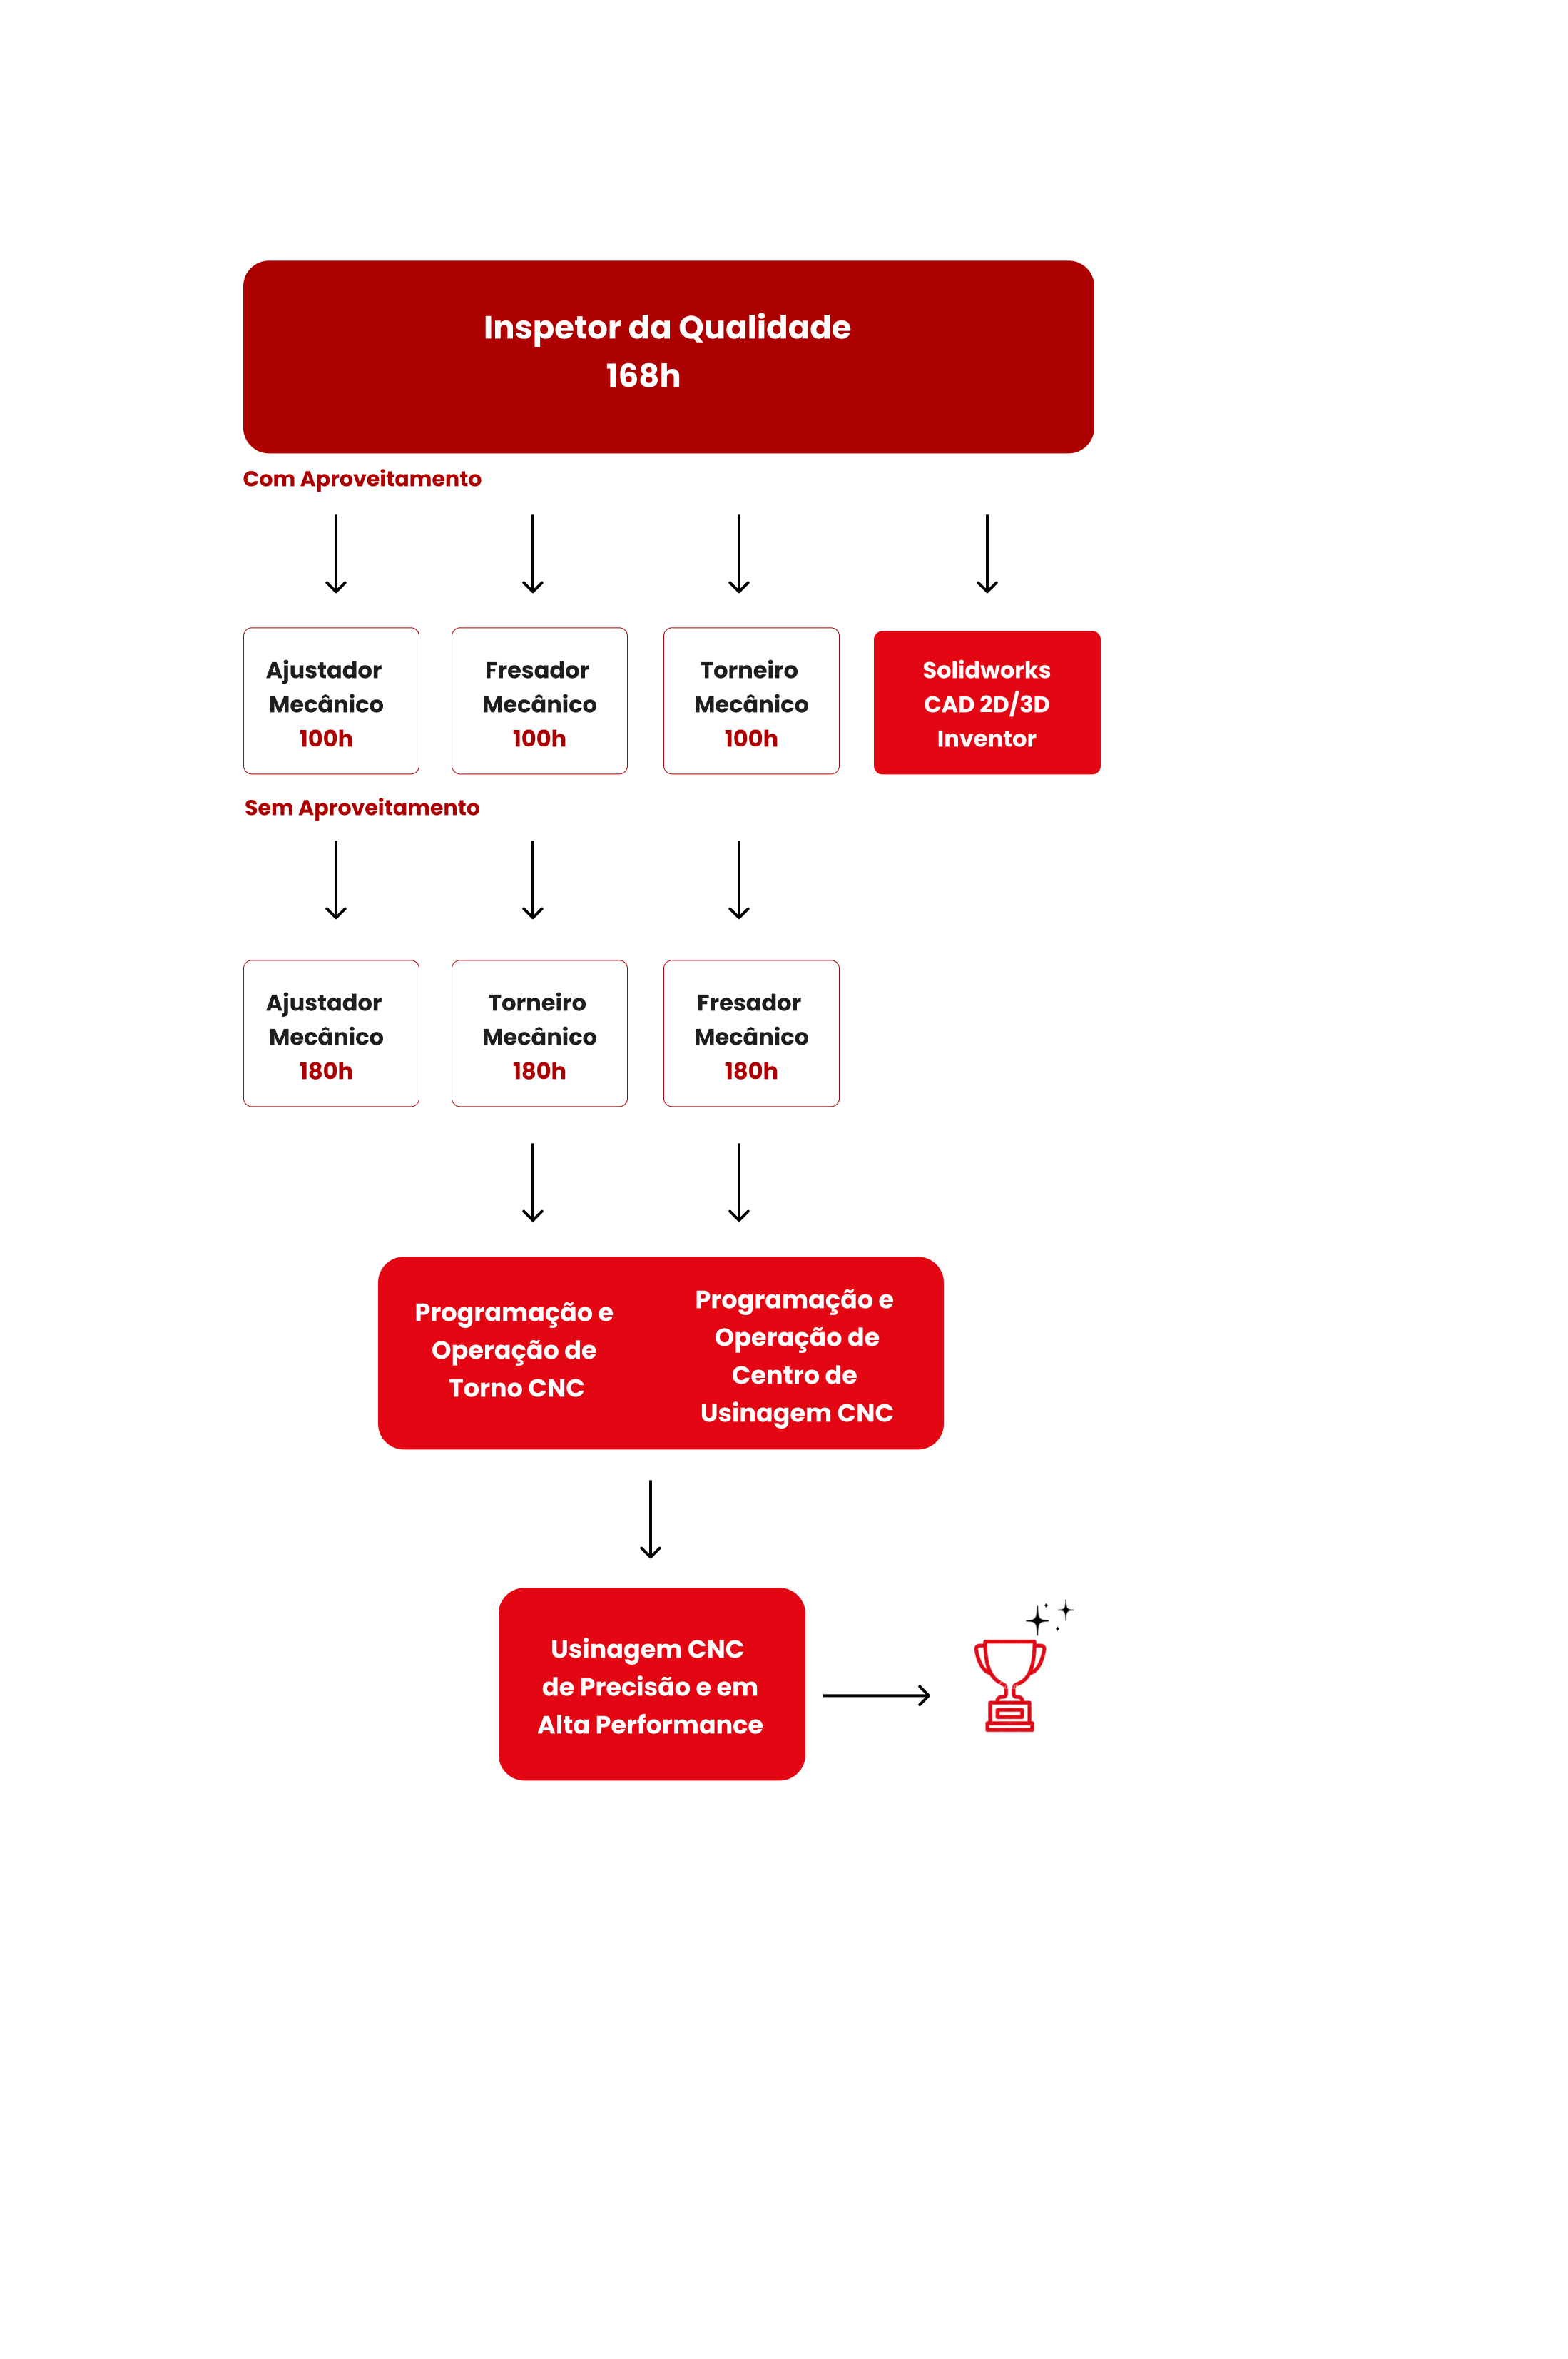 Inspetor da Qualidade
168h
Com Aproveitamento
Ajustador
Mecânico
100h
Fresador
Mecânico
100h
Torneiro
Mecânico
100h
Solidworks
CAD 2D/3D
Inventor
Sem Aproveitamento
Ajustador
Mecânico
180h
Torneiro
Mecânico
180h
Fresador
Mecânico
180h
Programação e
Operação de
Torno CNC
Programação e
Operação de
Centro de
Usinagem CNC
Usinagem CNC
de Precisão e em
Alta Performance